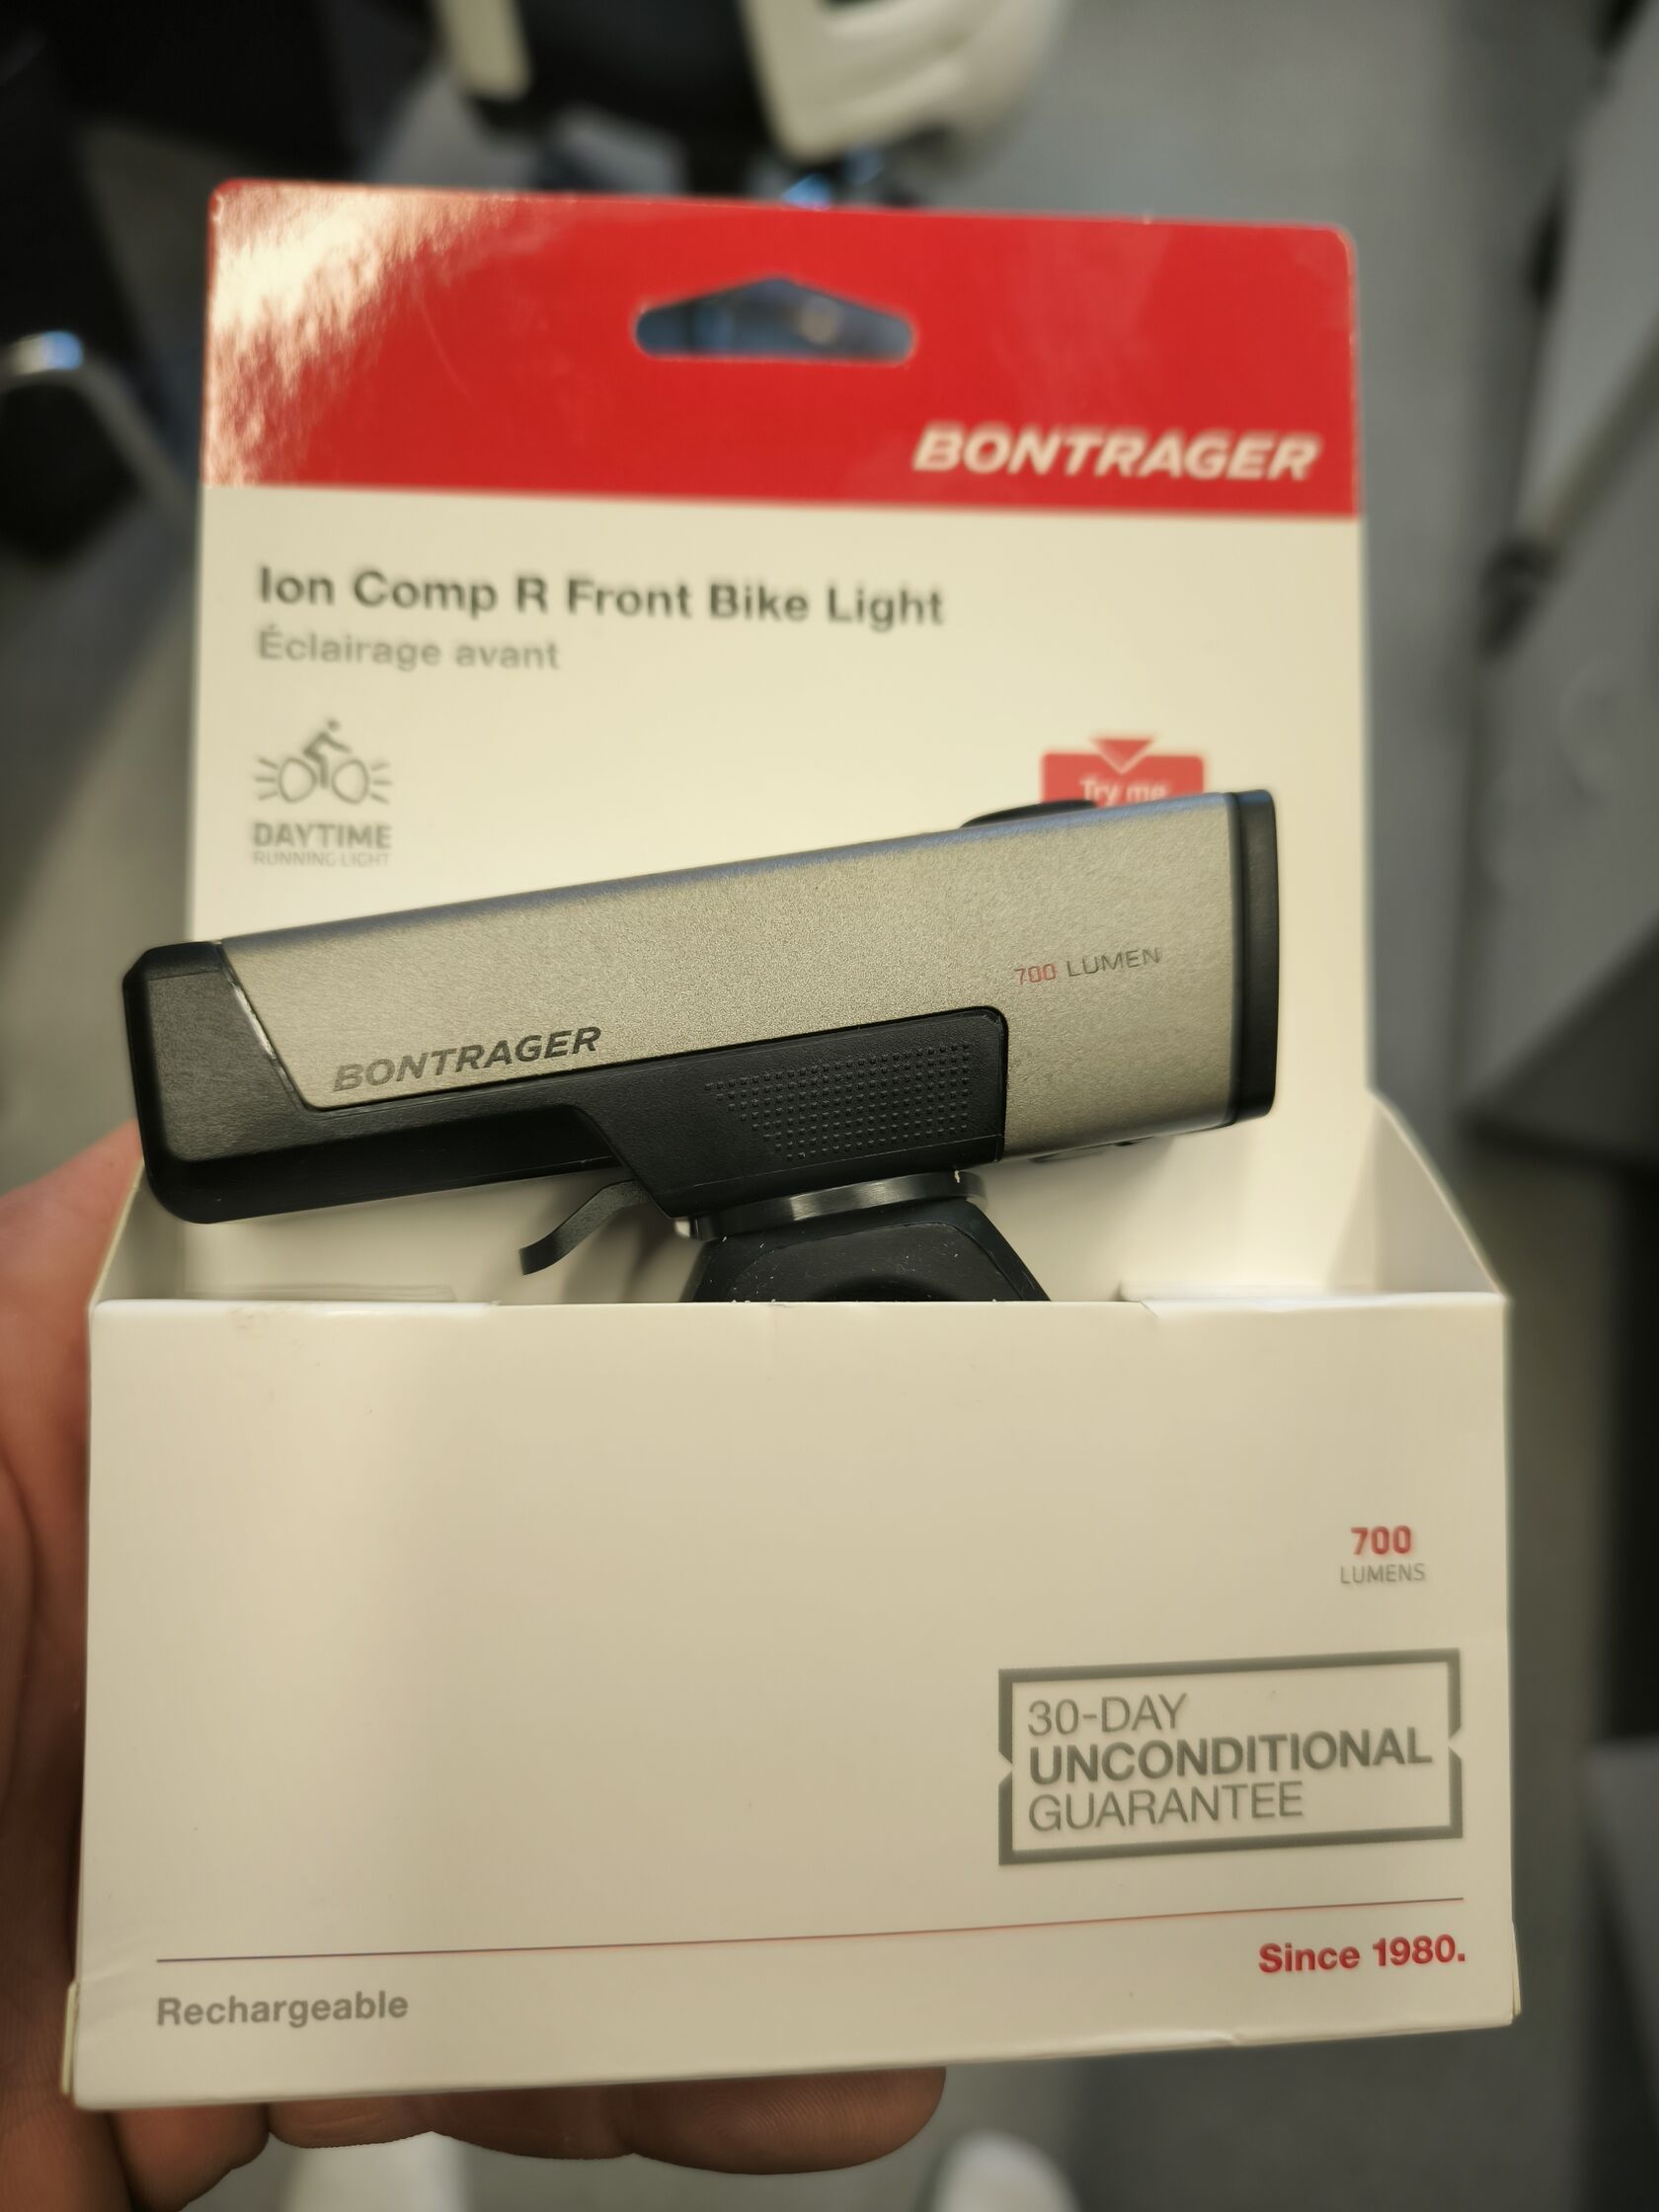 BONTRAGER
Ion Comp R Front Bike Light
Éclairage avant
DAYTIME
RUNNING LIGHT
Try me
700 LUMEN
BONTRAGER
700
LUMENS
30-DAY
UNCONDITIONAL
GUARANTEE
Since 1980.
Rechargeable